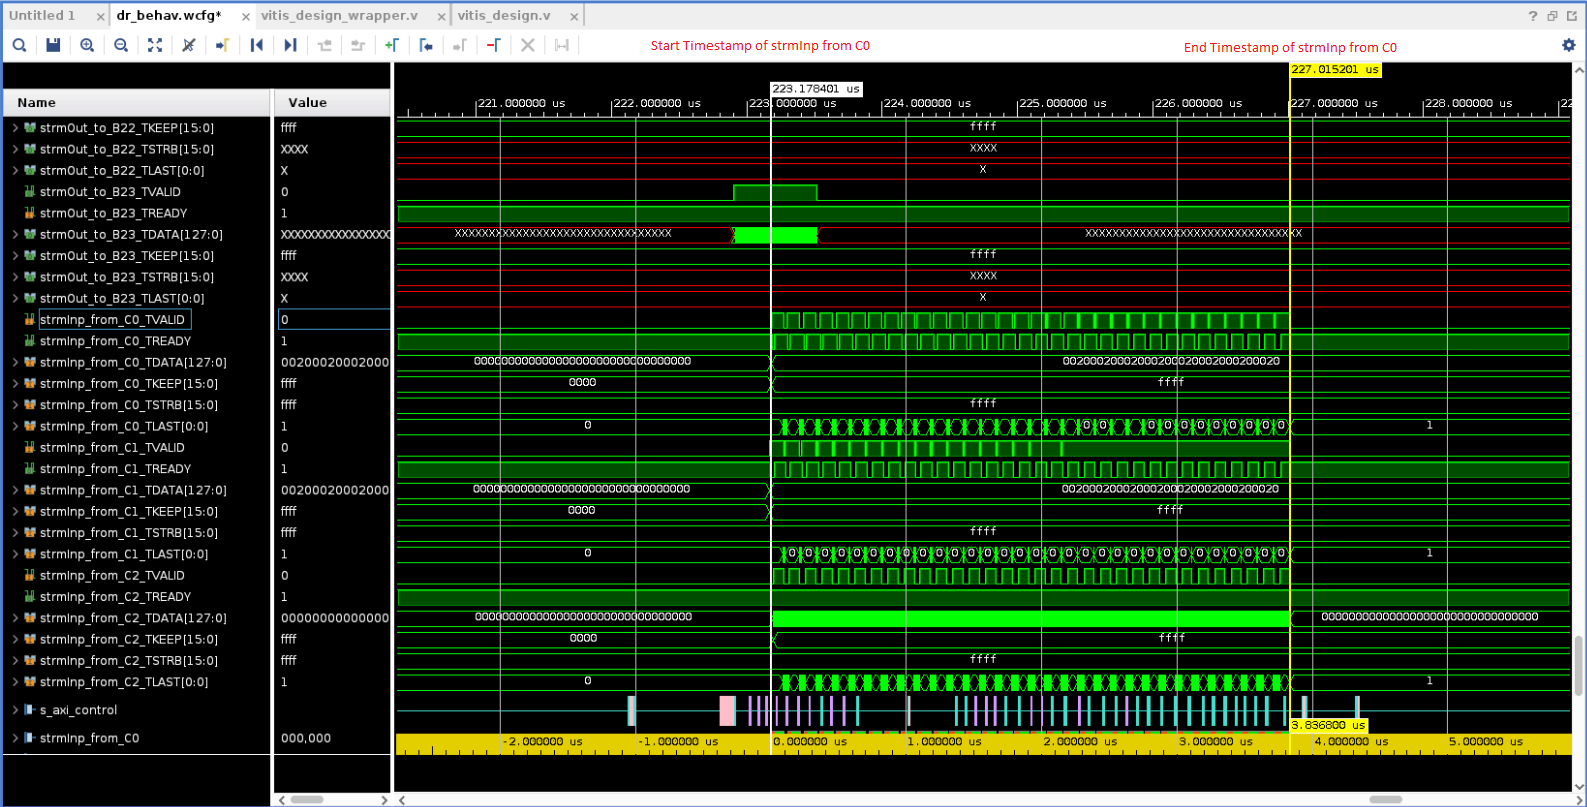 Untitled 1 dr_behav.wcfg* vitis_design_wrapper.v vitis_design.v
Start Timestamp of strmInp from C0 End Timestamp of strmInp from C0
227.015201 us
223.178401 us
Name Value 221.000000 us 222.000000 us 223.000000 us 224.000000 us 225.000000 us 226.000000 us 227.000000 us 228.000000 us
strmOut_to_B22_TKEEP[15:0] ffff ffff
strmOut_to_B22_TSTRB[15:0] XXXX XXXX
strmOut_to_B22_TLAST[0:0] X X
strmOut_to_B23_TVALID 0
strmOut_to_B23_TREADY 1
strmOut_to_B23_TDATA[127:0] XXXXXXXXXXXXXXX XXXXXXXXXXXXXXXXXXXXXXXXXXXXXXXX XXXXXXXXXXXXXXXXXXXXXXXXXXXXXXXX
strmOut_to_B23_TKEEP[15:0] ffff ffff
strmOut_to_B23_TSTRB[15:0] XXXX XXXX
strmOut_to_B23_TLAST[0:0] X X
strmInp_from_C0_TVALID 0
strmInp_from_C0_TREADY 1
strmInp_from_C0_TDATA[127:0] 00200020002000 00000000000000000000000000000000 00200020002000200020002000200020
strmInp_from_C0_TKEEP[15:0] ffff 0000 ffff
strmInp_from_C0_TSTRB[15:0] ffff ffff
strmInp_from_C0_TLAST[0:0] 1 0 0 0 0 0 0 0 0 0 0 0 0 0 1
strmInp_from_C1_TVALID 0
strmInp_from_C1_TREADY 1
strmInp_from_C1_TDATA[127:0] 00200020002000 00000000000000000000000000000000 00200020002000200020002000200020
strmInp_from_C1_TKEEP[15:0] ffff 0000 ffff
strmInp_from_C1_TSTRB[15:0] ffff ffff
strmInp_from_C1_TLAST[0:0] 1 0 0 0 0 0 0 0 0 0 0 0 0 0 0 0 0 0 0 0 0 0 0 0 0 0 0 0 0 0 0 0 0 1
strmInp_from_C2_TVALID 0
strmInp_from_C2_TREADY 1
strmInp_from_C2_TDATA[127:0] 00000000000000 00000000000000000000000000000000 00000000000000000000000000000000
strmInp_from_C2_TKEEP[15:0] ffff 0000 ffff
strmInp_from_C2_TSTRB[15:0] ffff ffff
strmInp_from_C2_TLAST[0:0] 1 0 1
s_axi_control
3.836800 us
strmInp_from_C0 000,000 -2.000000 us -1.000000 us 0.000000 us 1.000000 us 2.000000 us 3.000000 us 4.000000 us 5.000000 us